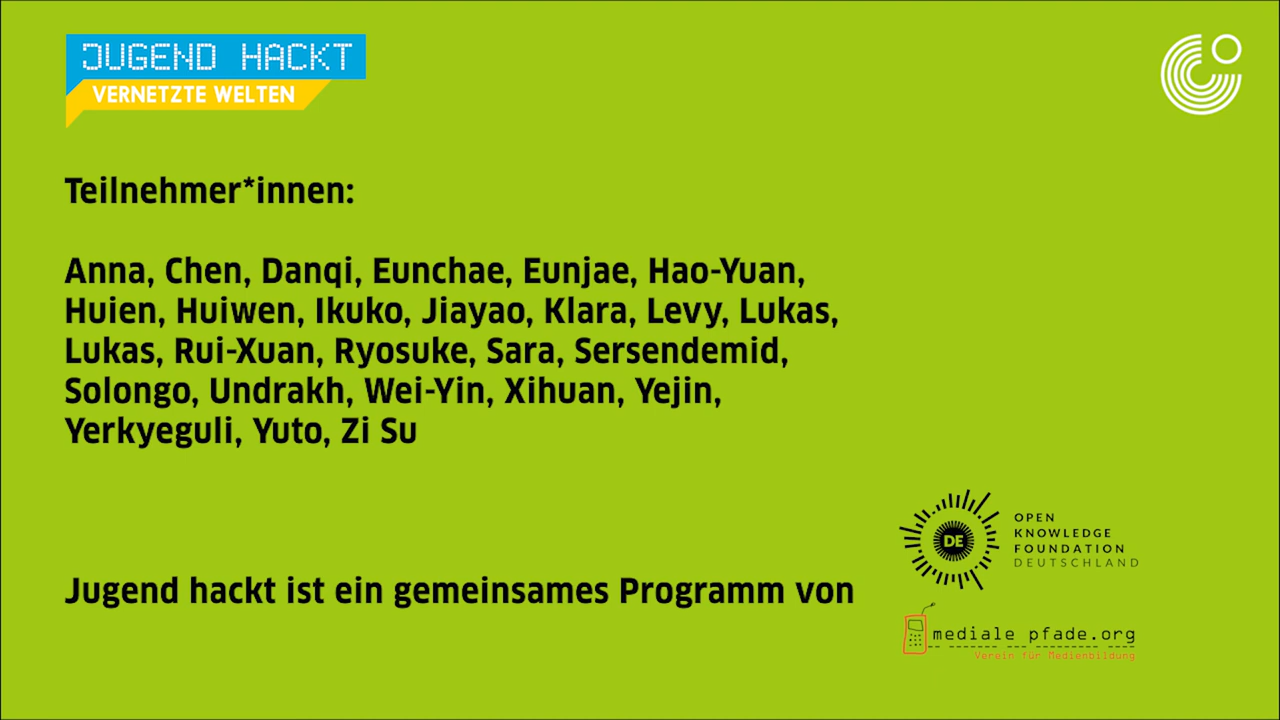 JUGEND HACKT
VERNETZTE WELTEN
Teilnehmer*innen:
Anna, Chen, Danqi, Eunchae, Eunjae, Hao-Yuan,
Huien, Huiwen, Ikuko, Jiayao, Klara, Levy, Lukas,
Lukas, Rui-Xuan, Ryosuke, Sara, Sersendemid,
Solongo, Undrakh, Wei-Yin, Xihuan, Yejin,
Yerkyeguli, Yuto, Zi Su
Jugend hackt ist ein gemeinsames Programm von
DE
OPEN
KNOWLEDGE
FOUNDATION
DEUTSCHLAND
mediale pfade.org
Verein für Medienbildung